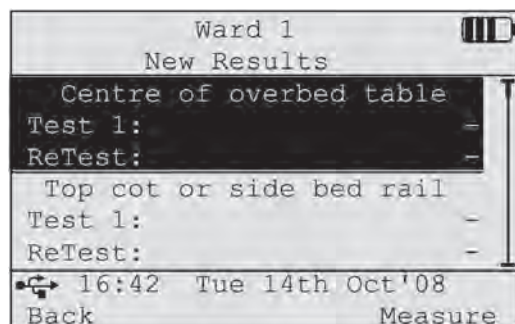 Ward 1
New Results
Centre of overbed table
Test 1: -
ReTest: -
Top cot or side bed rail
Test 1: -
ReTest: -
16:42 Tue 14th Oct'08
Back Measure